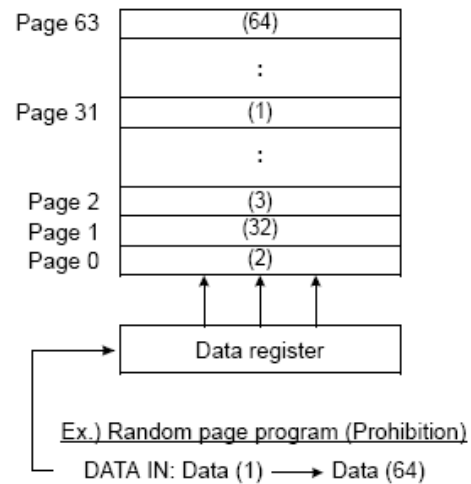 Page 63 (64)
:
Page 31 (1)
:
Page 2 (3)
Page 1 (32)
Page 0 (2)
Data register
Ex.) Random page program (Prohibition)
DATA IN: Data (1) → Data (64)